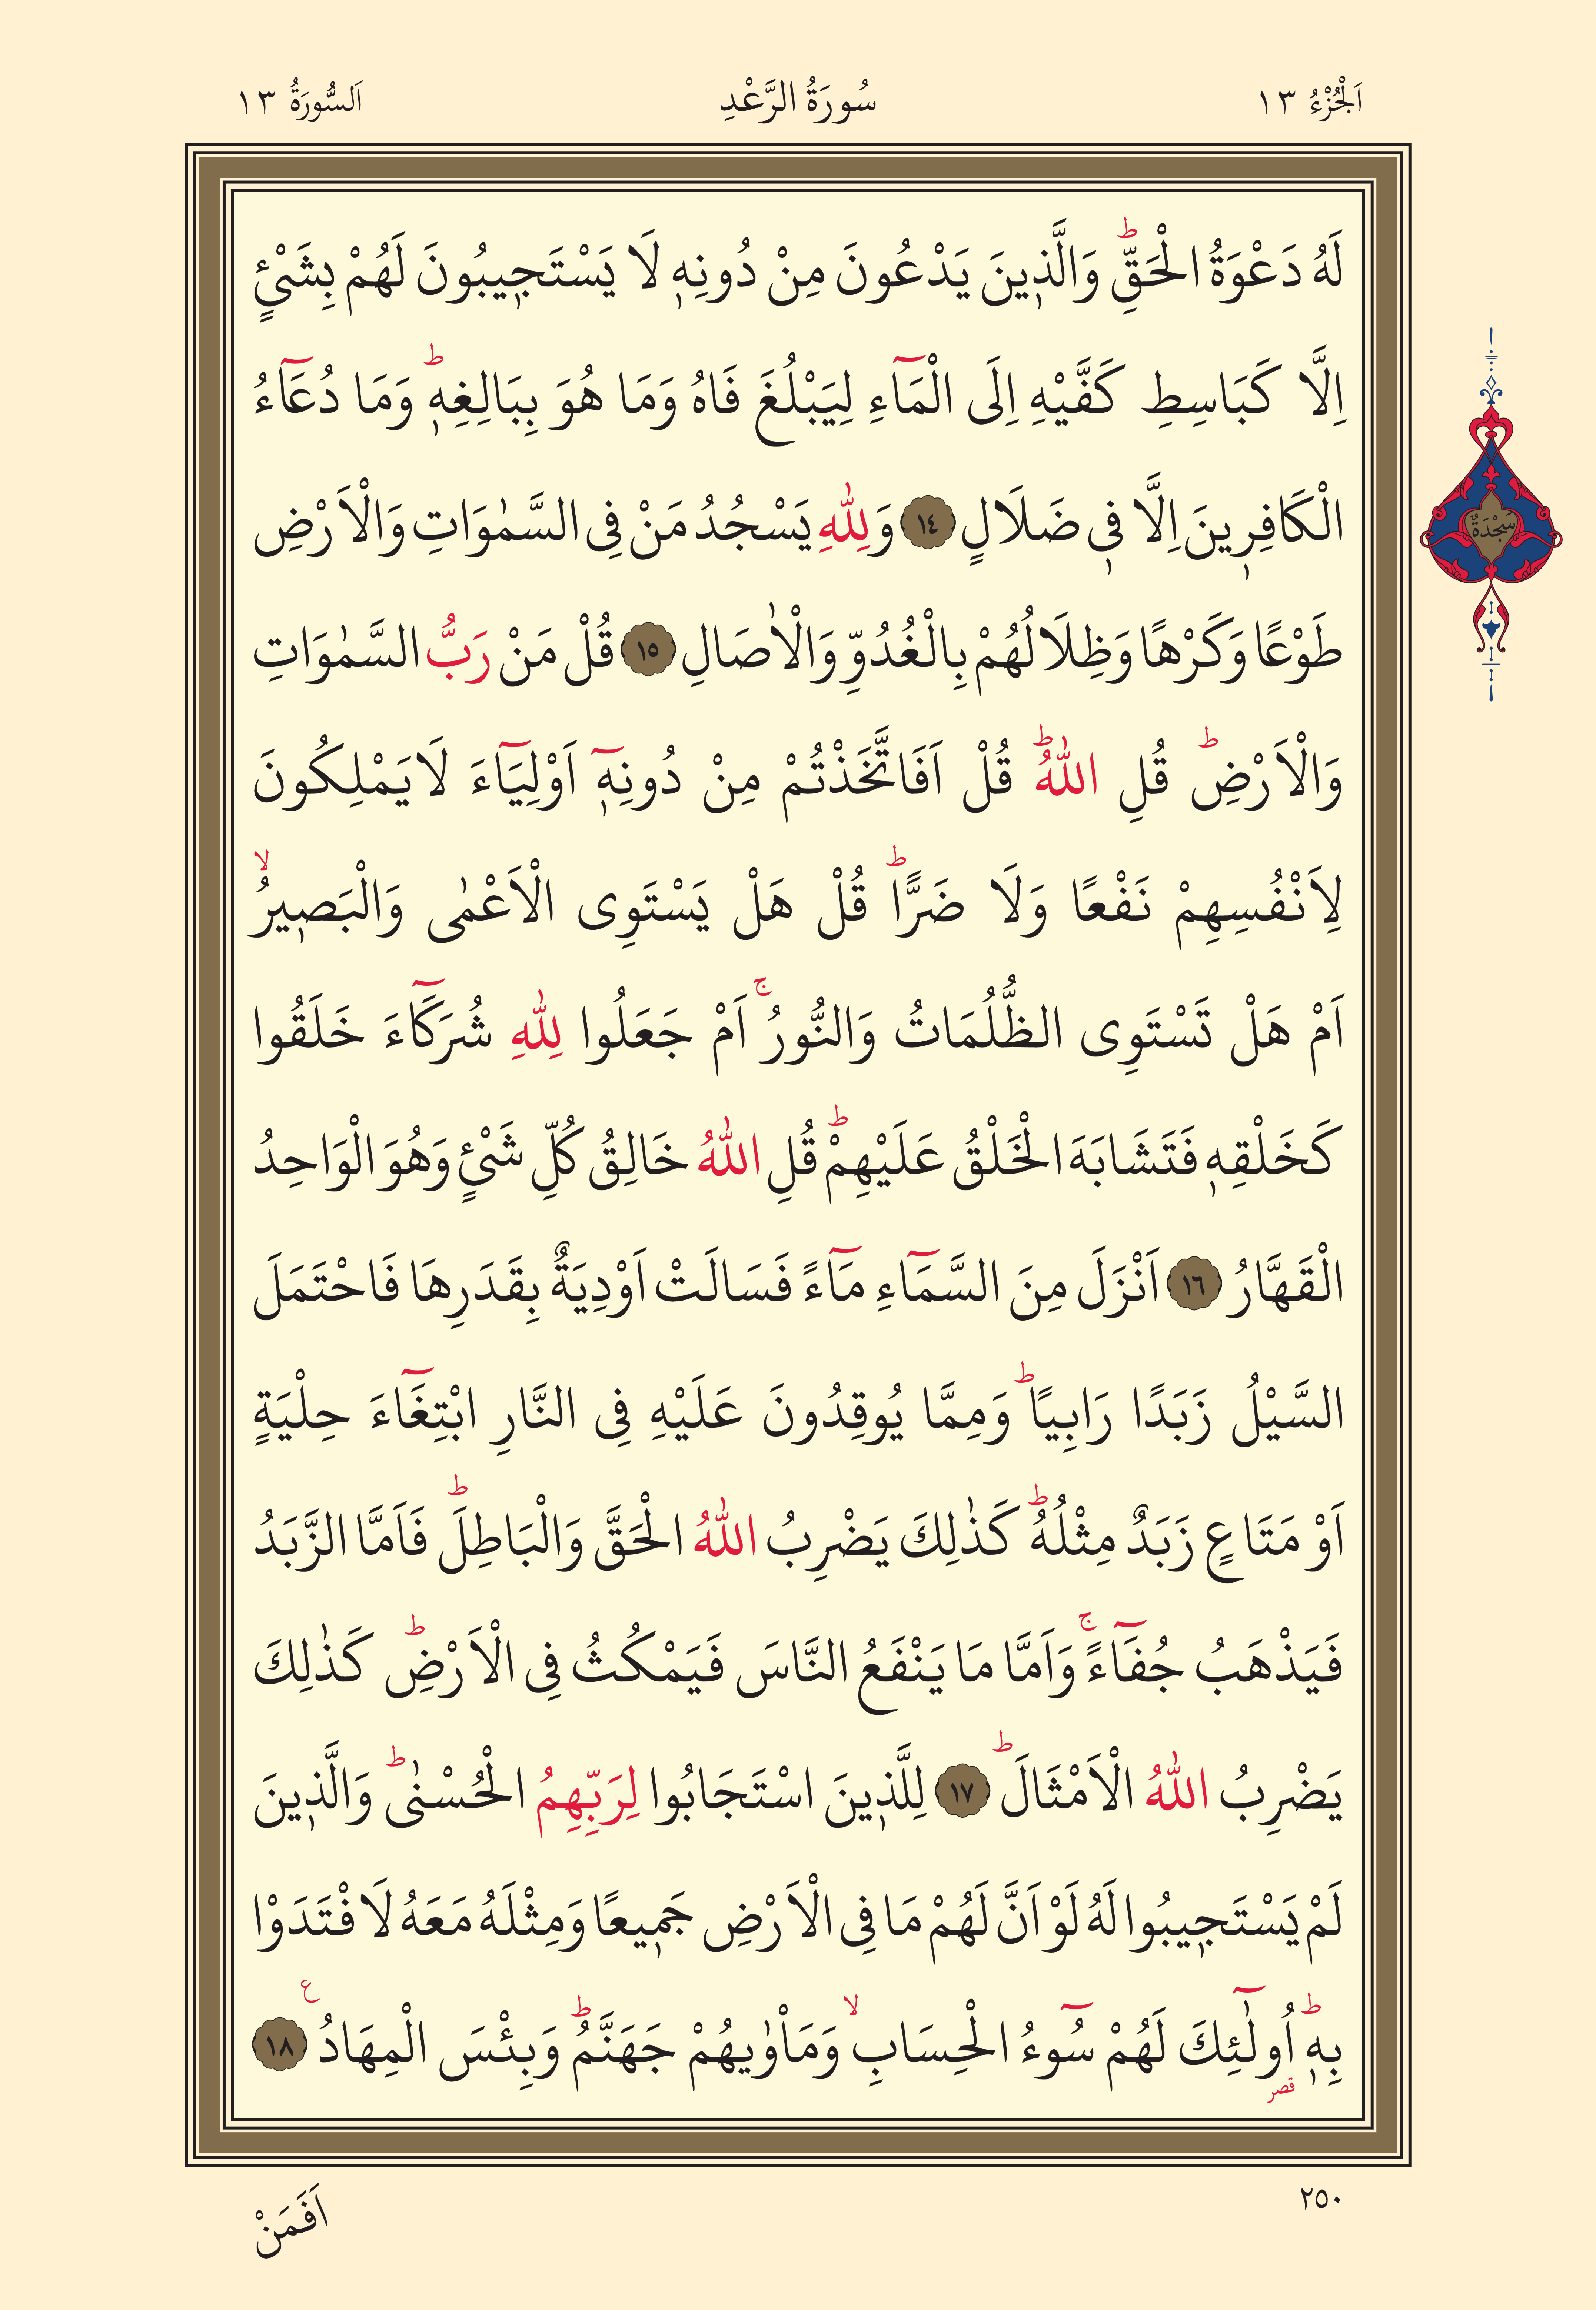 اَلْجُزْءُ ١٣ سُورَةُ الرَّعْدِ اَلسُّورَةُ ١٣
لَهُ دَعْوَةُ الْحَقِّۜ وَالَّذ۪ينَ يَدْعُونَ مِنْ دُونِه۪ لَا يَسْتَج۪يبُونَ لَهُمْ بِشَيْءٍ
اِلَّا كَبَاسِطِ كَفَّيْهِ اِلَى الْمَٓاءِ لِيَبْلُغَ فَاهُ وَمَا هُوَ بِبَالِغِه۪ۜ وَمَا دُعَٓاءُ
الْكَافِر۪ينَ اِلَّا ف۪ي ضَلَالٍ ﴿١٤﴾ وَلِلّٰهِ يَسْجُدُ مَنْ فِي السَّمٰوَاتِ وَالْاَرْضِ
سَجْدَةٌ
طَوْعًا وَكَرْهًا وَظِلَالُهُمْ بِالْغُدُوِّ وَالْاٰصَالِ ﴿١٥﴾ قُلْ مَنْ رَبُّ السَّمٰوَاتِ
وَالْاَرْضِۜ قُلِ اللّٰهُۜ قُلْ اَفَاتَّخَذْتُمْ مِنْ دُونِه۪ٓ اَوْلِيَٓاءَ لَا يَمْلِكُونَ
لِاَنْفُسِهِمْ نَفْعًا وَلَا ضَرًّاۜ قُلْ هَلْ يَسْتَوِي الْاَعْمٰى وَالْبَص۪يرُۙ
اَمْ هَلْ تَسْتَوِي الظُّلُمَاتُ وَالنُّورُۚ اَمْ جَعَلُوا لِلّٰهِ شُرَكَٓاءَ خَلَقُوا
كَخَلْقِه۪ فَتَشَابَهَ الْخَلْقُ عَلَيْهِمْۜ قُلِ اللّٰهُ خَالِقُ كُلِّ شَيْءٍ وَهُوَ الْوَاحِدُ
الْقَهَّارُ ﴿١٦﴾ اَنْزَلَ مِنَ السَّمَٓاءِ مَٓاءً فَسَالَتْ اَوْدِيَةٌ بِقَدَرِهَا فَاحْتَمَلَ
السَّيْلُ زَبَدًا رَابِيًاۜ وَمِمَّا يُوقِدُونَ عَلَيْهِ فِي النَّارِ ابْتِغَٓاءَ حِلْيَةٍ
اَوْ مَتَاعٍ زَبَدٌ مِثْلُهُۜ كَذٰلِكَ يَضْرِبُ اللّٰهُ الْحَقَّ وَالْبَاطِلَۜ فَاَمَّا الزَّبَدُ
فَيَذْهَبُ جُفَٓاءًۚ وَاَمَّا مَا يَنْفَعُ النَّاسَ فَيَمْكُثُ فِي الْاَرْضِۜ كَذٰلِكَ
يَضْرِبُ اللّٰهُ الْاَمْثَالَۜ ﴿١٧﴾ لِلَّذ۪ينَ اسْتَجَابُوا لِرَبِّهِمُ الْحُسْنٰىۜ وَالَّذ۪ينَ
لَمْ يَسْتَج۪يبُوا لَهُ لَوْ اَنَّ لَهُمْ مَا فِي الْاَرْضِ جَم۪يعًا وَمِثْلَهُ مَعَهُ لَافْتَدَوْا
بِه۪ۜ اُو۬لٰٓئِكَ لَهُمْ سُٓوءُ الْحِسَابِۙ وَمَاْوٰيهُمْ جَهَنَّمُۜ وَبِئْسَ الْمِهَادُ۟ ﴿١٨﴾
٢٥٠ اَفَمَنْ